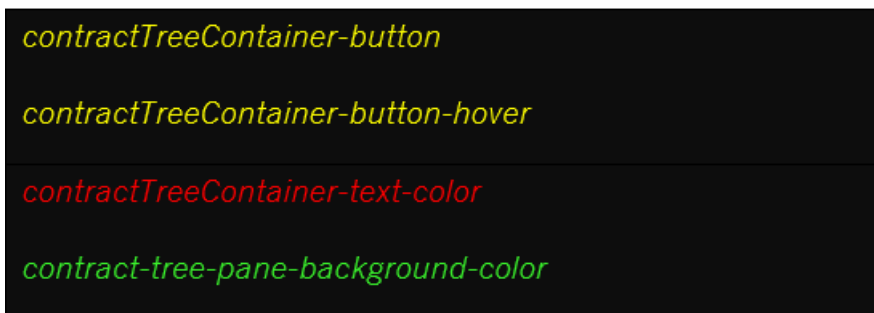 contractTreeContainer-button
contractTreeContainer-button-hover
contractTreeContainer-text-color
contract-tree-pane-background-color